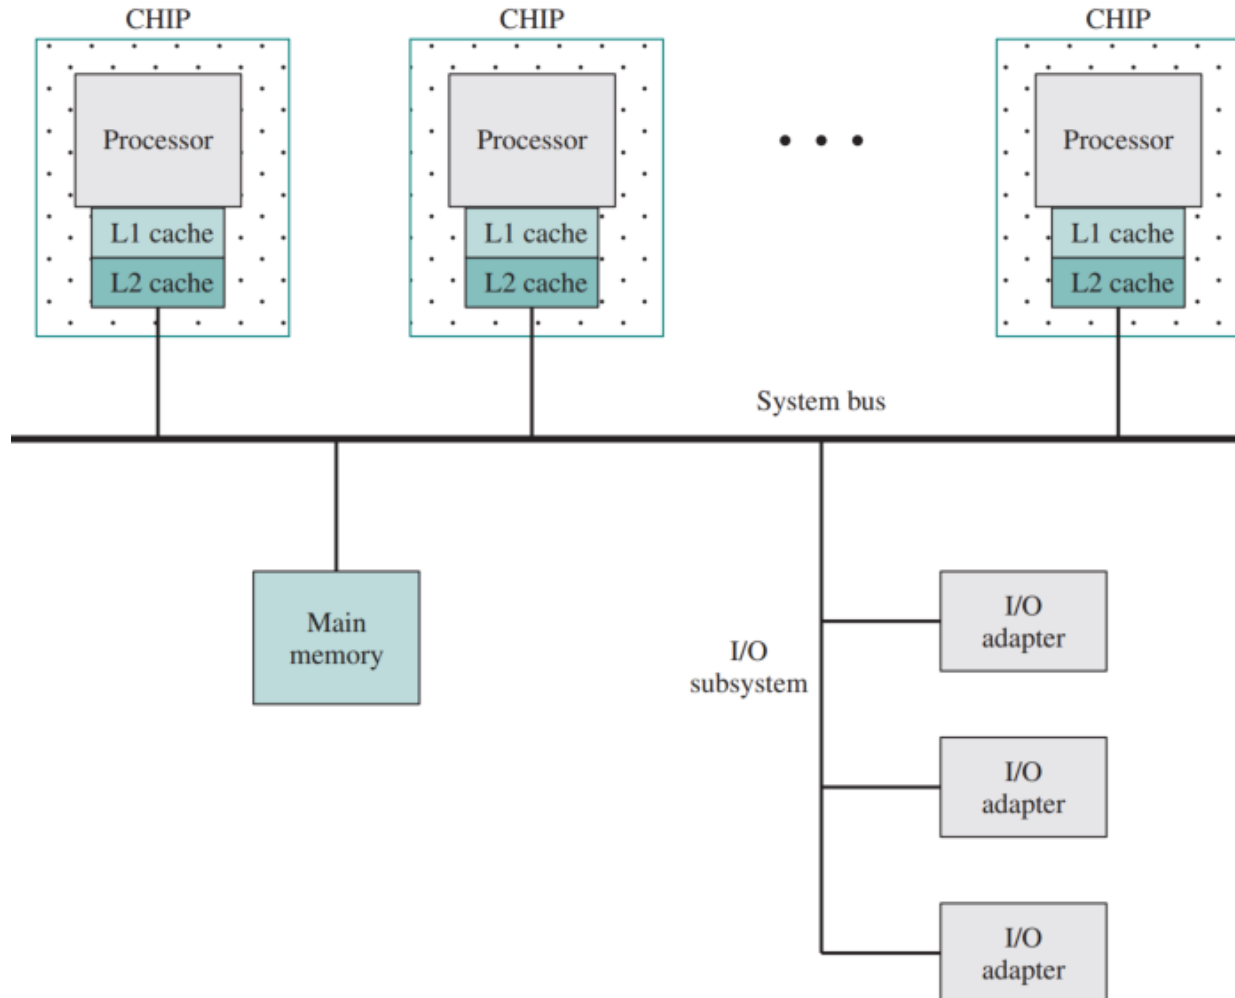 CHIP
CHIP
CHIP
Processor
Processor
Processor
L1 cache
L1 cache
L1 cache
L2 cache
L2 cache
L2 cache
System bus
Main
memory
I/O
subsystem
I/O
adapter
I/O
adapter
I/O
adapter